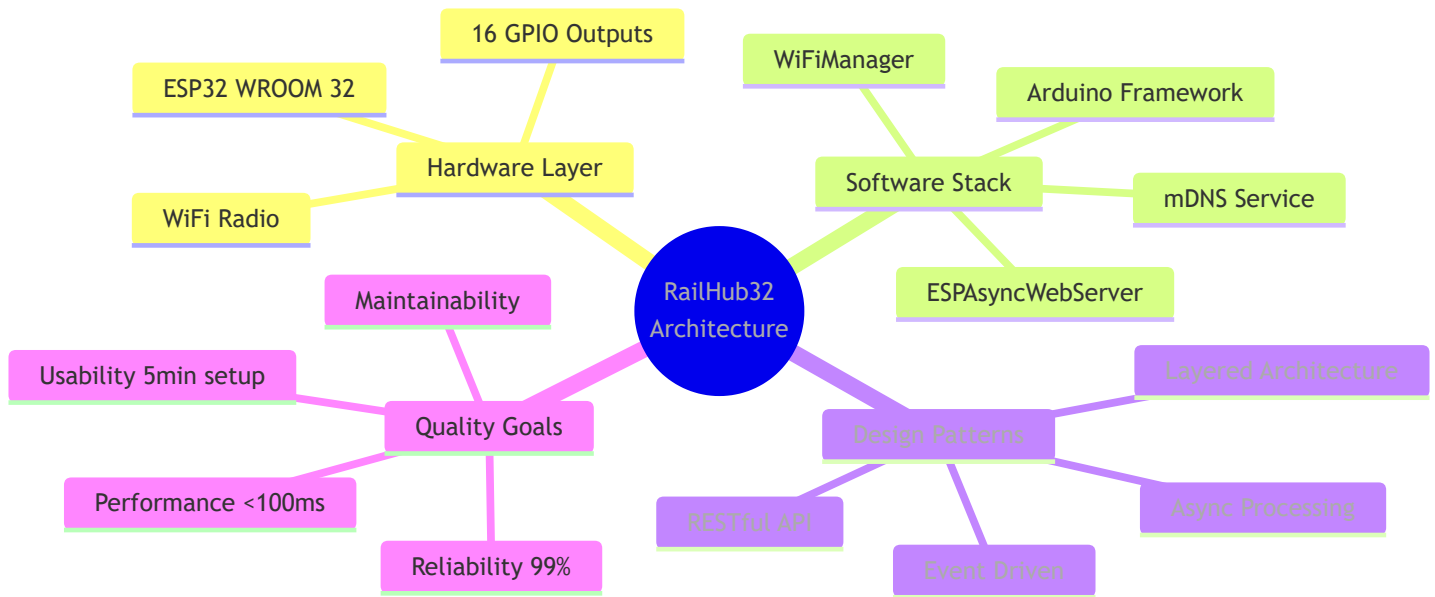 16 GPIO Outputs
ESP32 WROOM 32
Hardware Layer
WiFi Radio
WiFiManager
Arduino Framework
Software Stack
mDNS Service
ESPAsyncWebServer
RailHub32
Architecture
Maintainability
Usability 5min setup
Quality Goals
Performance <100ms
Reliability 99%
Layered Architecture
Design Patterns
RESTful API
Async Processing
Event Driven